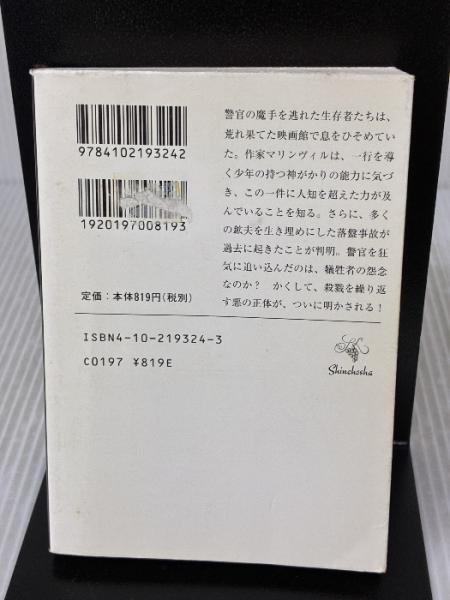 9784102193242
1920197008193
定価:本体819円(税別)
警官の魔手を逃れた生存者たちは、
荒れ果てた映画館で息をひそめてい
た。作家マリンヴィルは、一行を導
く少年の持つ神がかりの能力に気づ
き、この一件に人知を超えた力が及
んでいることを知る。さらに、多く
の鉱夫を生き埋めにした落盤事故が
過去に起きたことが判明。警官を狂
気に追い込んだのは、犠牲者の怨念
なのか? かくして、殺戮を繰り返
す悪の正体が、ついに明かされる!
ISBN4-10-219324-3
C0197 ¥819E
Shinchosha